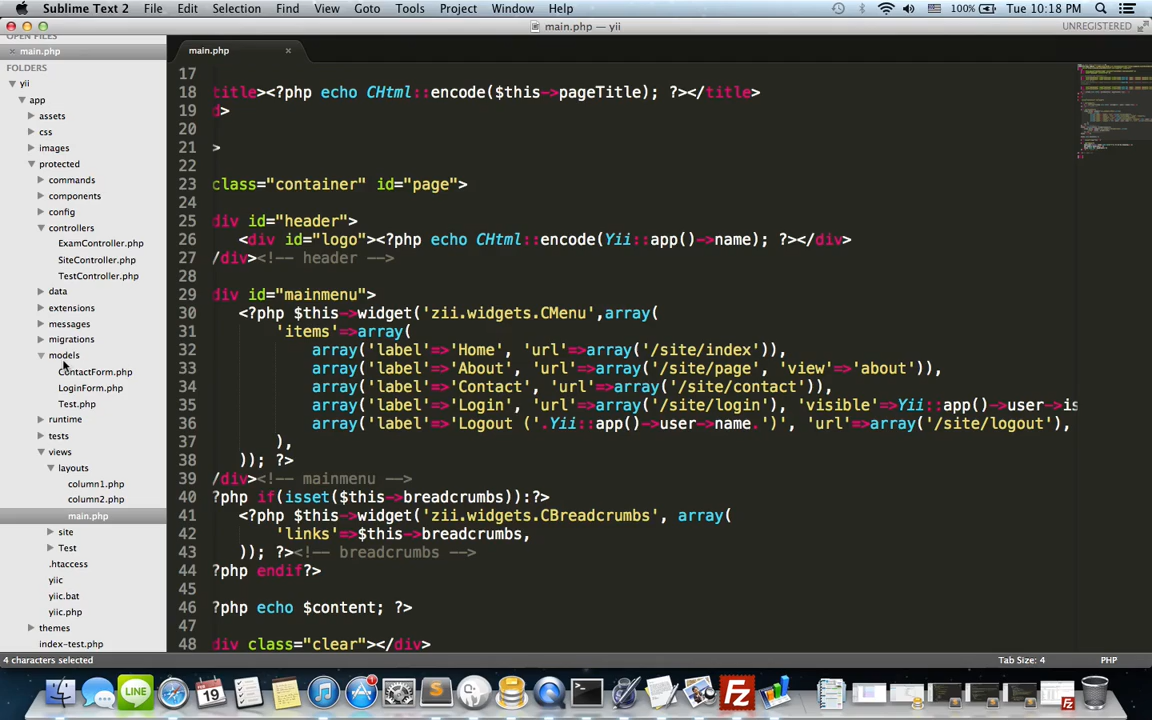 Sublime Text 2 File Edit Selection Find View Goto Tools Project Window Help 100% Tue 10:18 PM
main.php — yii UNREGISTERED
OPEN FILES
main.php
FOLDERS
yii
app
assets
css
images
protected
commands
components
config
controllers
ExamController.php
SiteController.php
TestController.php
data
extensions
messages
migrations
models
ContactForm.php
LoginForm.php
Test.php
runtime
tests
views
layouts
column1.php
column2.php
main.php
site
Test
.htaccess
yiic
yiic.bat
yiic.php
themes
index-test.php
main.php
17
18 title><?php echo CHtml::encode($this->pageTitle); ?></title>
19 d>
20
21 >
22
23 class="container" id="page">
24
25 div id="header">
26 <div id="logo"><?php echo CHtml::encode(Yii::app()->name); ?></div>
27 /div><!-- header -->
28
29 div id="mainmenu">
30 <?php $this->widget('zii.widgets.CMenu',array(
31 'items'=>array(
32 array('label'=>'Home', 'url'=>array('/site/index')),
33 array('label'=>'About', 'url'=>array('/site/page', 'view'=>'about')),
34 array('label'=>'Contact', 'url'=>array('/site/contact')),
35 array('label'=>'Login', 'url'=>array('/site/login'), 'visible'=>Yii::app()->user->is
36 array('label'=>'Logout ('.Yii::app()->user->name.')', 'url'=>array('/site/logout'),
37 ),
38 )); ?>
39 /div><!-- mainmenu -->
40 ?php if(isset($this->breadcrumbs)):?>
41 <?php $this->widget('zii.widgets.CBreadcrumbs', array(
42 'links'=>$this->breadcrumbs,
43 )); ?><!-- breadcrumbs -->
44 ?php endif?>
45
46 ?php echo $content; ?>
47
48 div class="clear"></div>
4 characters selected Tab Size: 4 PHP
LINE
FEB
19
1
S
Fz